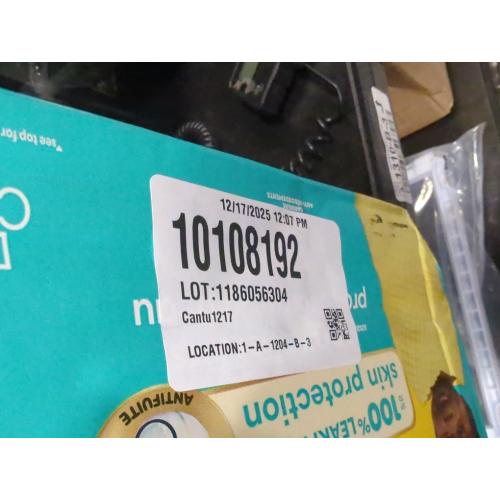 *see top for
12/17/2025 12:07 PM
10108192
LOT:1186056304
Cantu1217
LOCATION:1-A-1204-B-3
ANTIFUITE
100% LEAK
skin protection